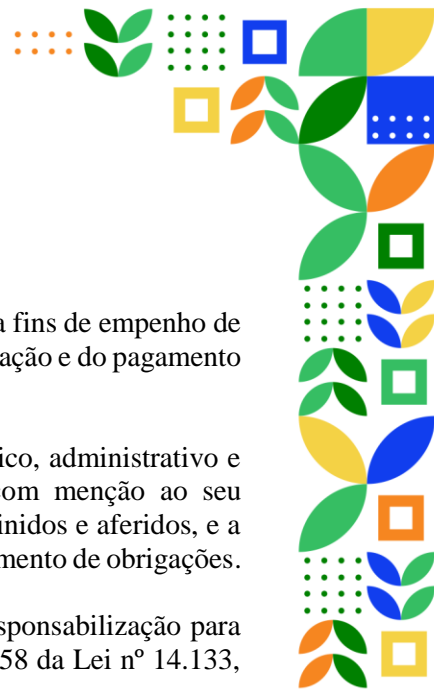 a fins de empenho de
ação e do pagamento
ico, administrativo e
com menção ao seu
inidos e aferidos, e a
mento de obrigações.
sponsabilização para
58 da Lei nº 14.133,